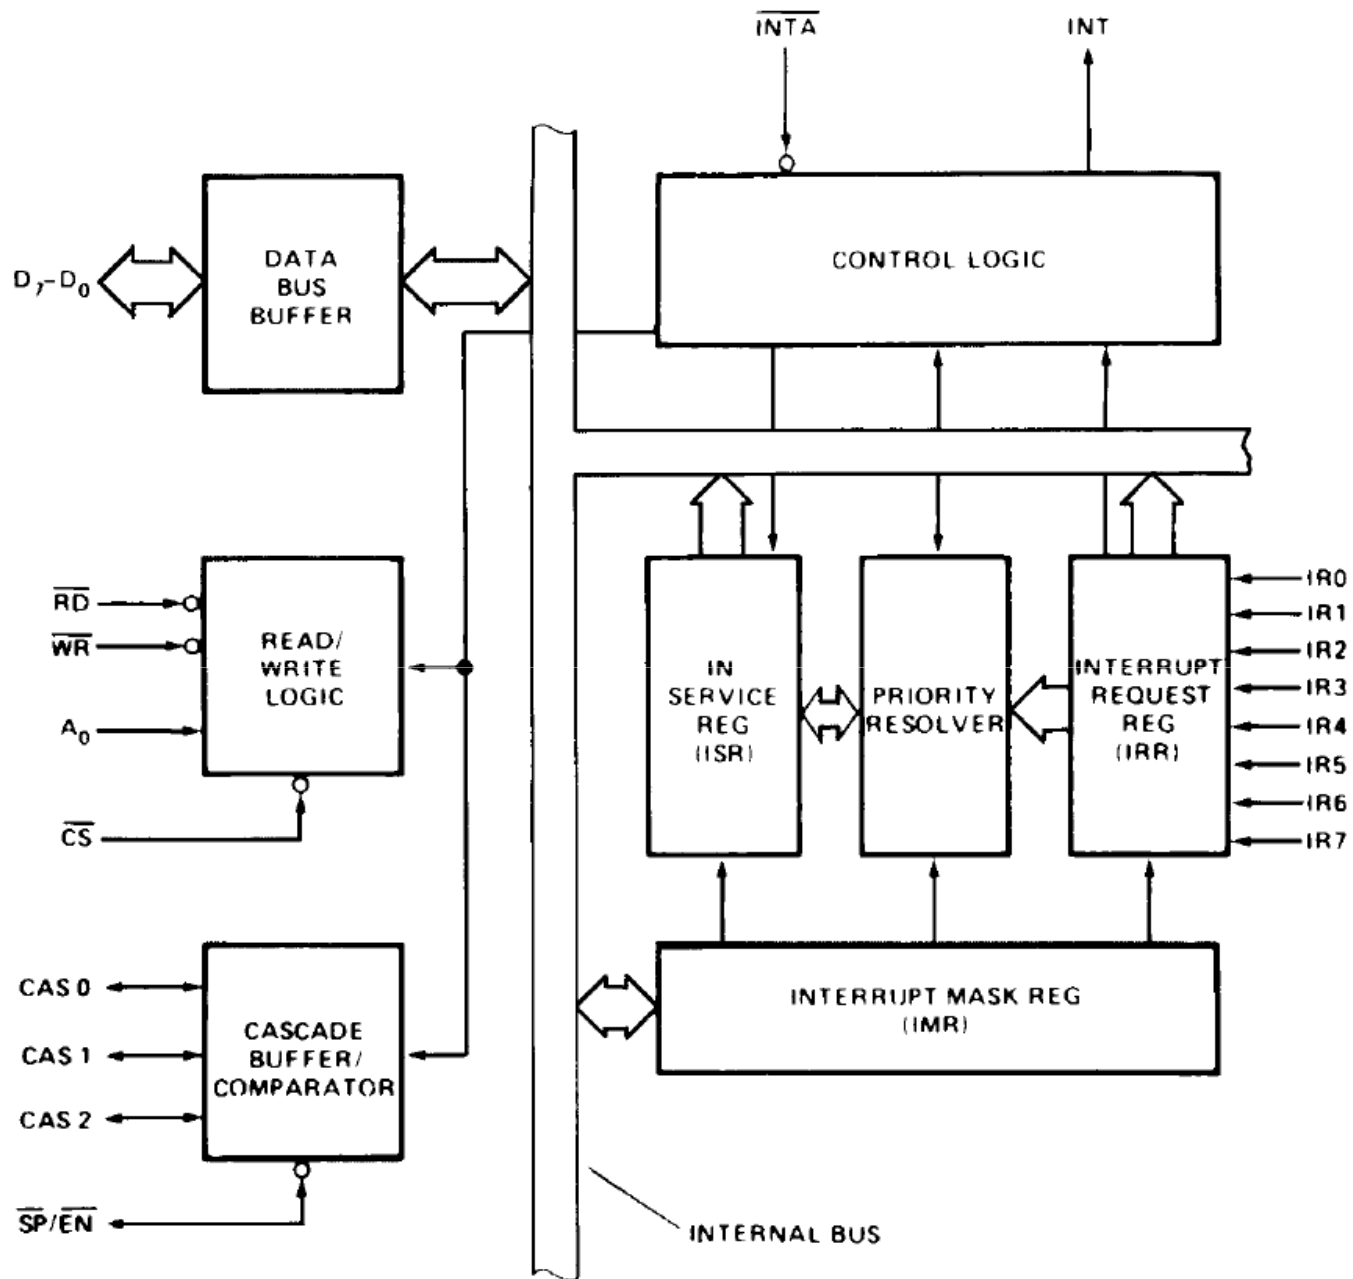 INTA
INT
DATA
BUS
BUFFER
D7-D0
CONTROL LOGIC
RD
WR
A0
CS
READ/
WRITE
LOGIC
IN
SERVICE
REG
(ISR)
PRIORITY
RESOLVER
INTERRUPT
REQUEST
REG
(IRR)
IR0
IR1
IR2
IR3
IR4
IR5
IR6
IR7
CAS 0
CAS 1
CAS 2
SP/EN
CASCADE
BUFFER/
COMPARATOR
INTERRUPT MASK REG
(IMR)
INTERNAL BUS